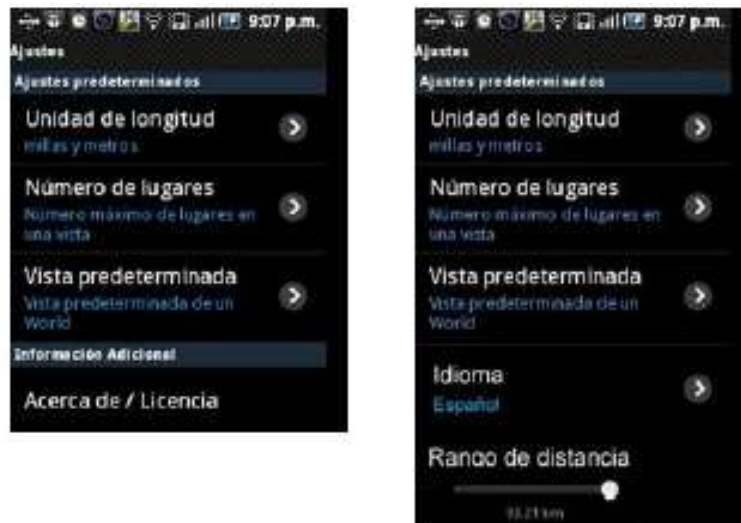 9:07 p.m.
Ajustes
Ajustes predeterminados
Unidad de longitud
millas y metros
Número de lugares
Número máximo de lugares en
una vista
Vista predeterminada
Vista predeterminada de un
World
Información Adicional
Acerca de / Licencia
9:07 p.m.
Ajustes
Ajustes predeterminados
Unidad de longitud
millas y metros
Número de lugares
Número máximo de lugares en
una vista
Vista predeterminada
Vista predeterminada de un
World
Idioma
Español
Rango de distancia
km